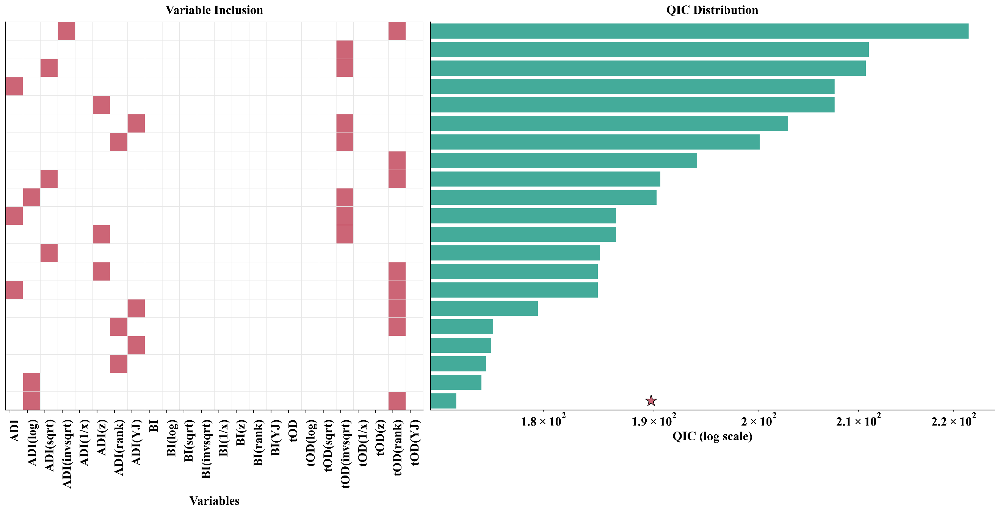 Variable Inclusion
QIC Distribution
ADI
ADI(log)
ADI(sqrt)
ADI(invsqrt)
ADI(1/x)
ADI(z)
ADI(rank)
ADI(YJ)
BI
BI(log)
BI(sqrt)
BI(invsqrt)
BI(1/x)
BI(z)
BI(rank)
BI(YJ)
tOD
tOD(log)
tOD(sqrt)
tOD(invsqrt)
tOD(1/x)
tOD(z)
tOD(rank)
tOD(YJ)
Variables
1.8 × 10²
1.9 × 10²
2 × 10²
2.1 × 10²
2.2 × 10²
QIC (log scale)